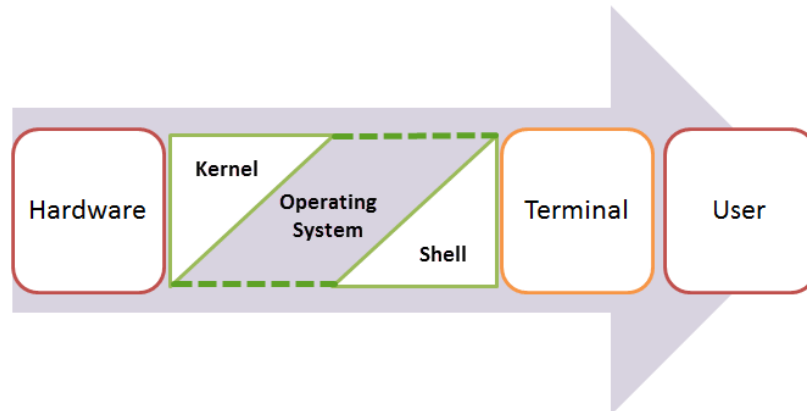 Hardware
Kernel
Operating
System
Shell
Terminal
User